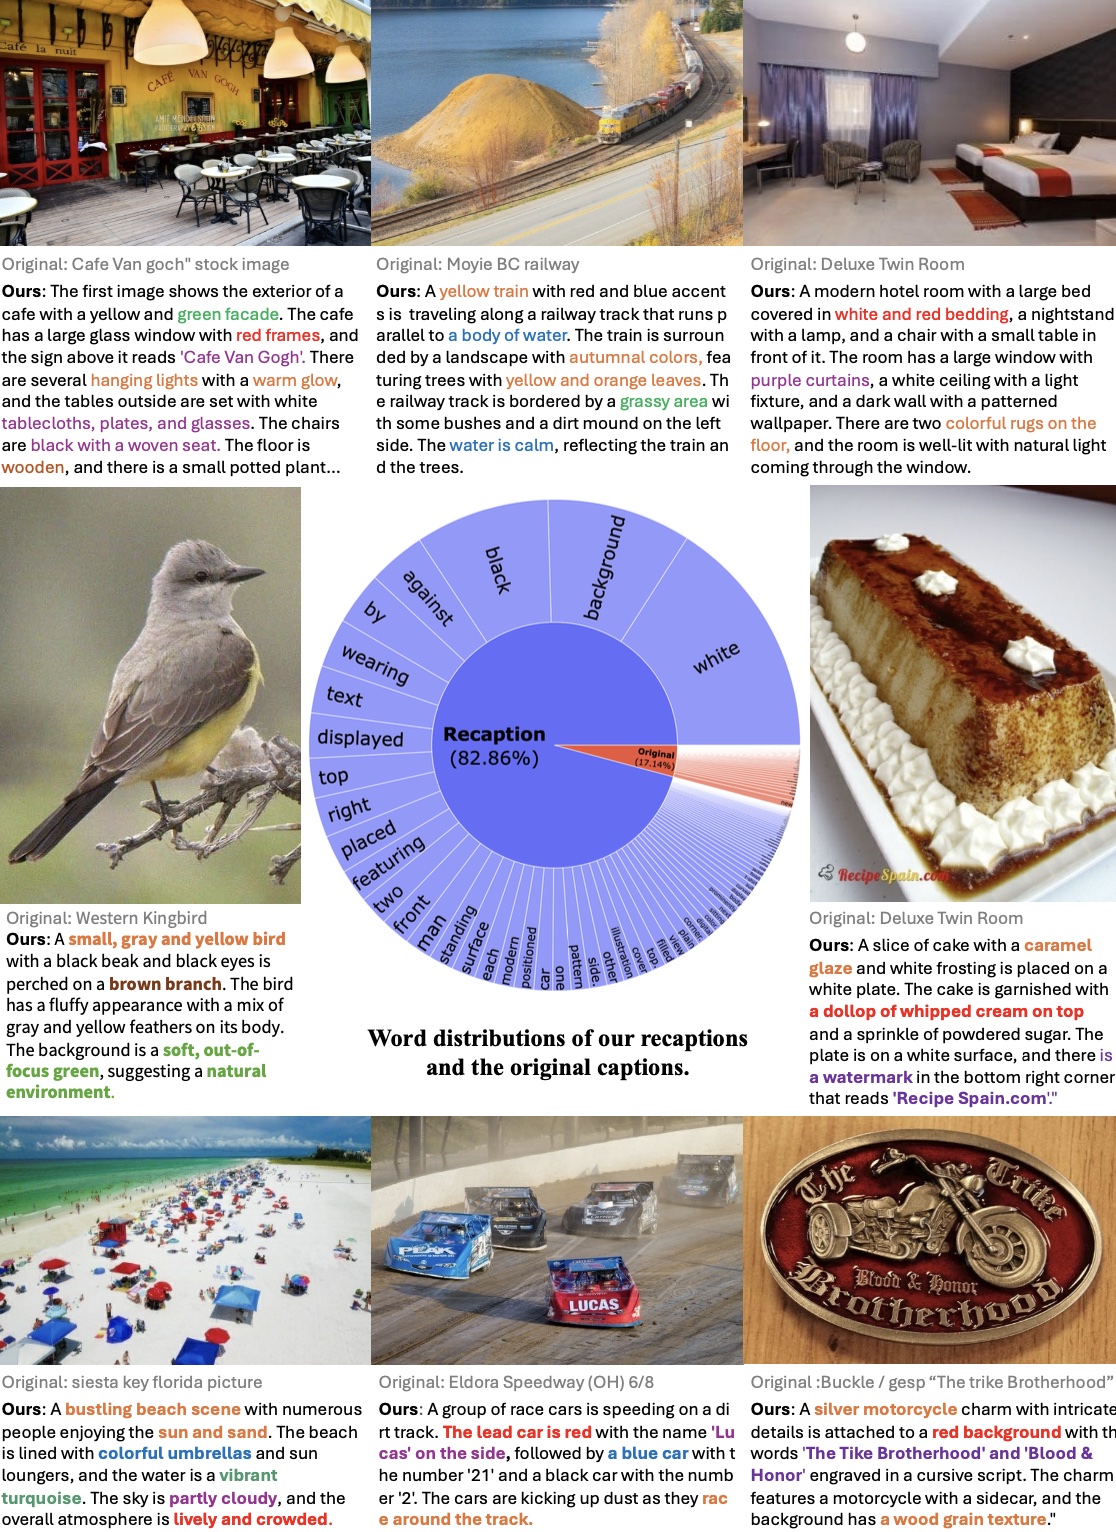 Café la nuit
CAFÉ VAN GOGH
Original: Cafe Van goch" stock image
Ours: The first image shows the exterior of a
cafe with a yellow and green facade. The cafe
has a large glass window with red frames, and
the sign above it reads 'Cafe Van Gogh'. There
are several hanging lights with a warm glow,
and the tables outside are set with white
tablecloths, plates, and glasses. The chairs
are black with a woven seat. The floor is
wooden, and there is a small potted plant...
Original: Moyie BC railway
Ours: A yellow train with red and blue accent
s is traveling along a railway track that runs p
arallel to a body of water. The train is surroun
ded by a landscape with autumnal colors, fea
turing trees with yellow and orange leaves. Th
e railway track is bordered by a grassy area wi
th some bushes and a dirt mound on the left
side. The water is calm, reflecting the train an
d the trees.
Original: Deluxe Twin Room
Ours: A modern hotel room with a large bed
covered in white and red bedding, a nightstand
with a lamp, and a chair with a small table in
front of it. The room has a large window with
purple curtains, a white ceiling with a light
fixture, and a dark wall with a patterned
wallpaper. There are two colorful rugs on the
floor, and the room is well-lit with natural light
coming through the window.
Original: Western Kingbird
Ours: A small, gray and yellow bird
with a black beak and black eyes is
perched on a brown branch. The bird
has a fluffy appearance with a mix of
gray and yellow feathers on its body.
The background is a soft, out-of-
focus green, suggesting a natural
environment.
Recaption
(82.86%)
Original
(17.14%)
white
background
black
against
by
wearing
text
displayed
top
right
placed
featuring
two
front
man
standing
surface
each
modern
positioned
car
one
pattern
side.
other
illustration
cover
top,
filled
view
plain
corner
new
Word distributions of our recaptions
and the original captions.
RecipeSpain.com
Original: Deluxe Twin Room
Ours: A slice of cake with a caramel
glaze and white frosting is placed on a
white plate. The cake is garnished with
a dollop of whipped cream on top
and a sprinkle of powdered sugar. The
plate is on a white surface, and there is
a watermark in the bottom right corner
that reads 'Recipe Spain.com'."
Original: siesta key florida picture
Ours: A bustling beach scene with numerous
people enjoying the sun and sand. The beach
is lined with colorful umbrellas and sun
loungers, and the water is a vibrant
turquoise. The sky is partly cloudy, and the
overall atmosphere is lively and crowded.
PEAK
LUCAS
Original: Eldora Speedway (OH) 6/8
Ours: A group of race cars is speeding on a di
rt track. The lead car is red with the name 'Lu
cas' on the side, followed by a blue car with t
he number '21' and a black car with the numb
er '2'. The cars are kicking up dust as they rac
e around the track.
The Trike
Blood & Honor
Brotherhood
Original :Buckle / gesp “The trike Brotherhood”
Ours: A silver motorcycle charm with intricate
details is attached to a red background with th
words 'The Tike Brotherhood' and 'Blood &
Honor' engraved in a cursive script. The charm
features a motorcycle with a sidecar, and the
background has a wood grain texture."